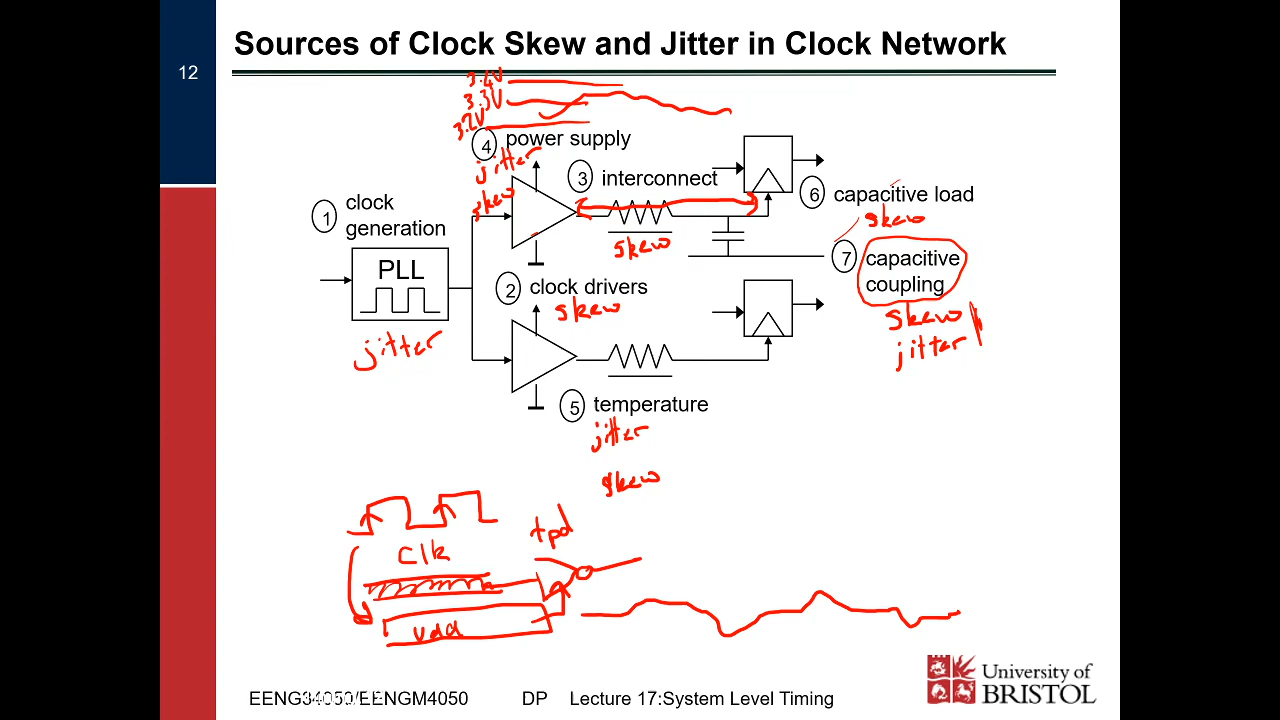 Sources of Clock Skew and Jitter in Clock Network
12
3.4V
3.3V
3.2V
4 power supply
jitter
skew
3 interconnect
skew
6 capacitive load
skew
1 clock
generation
PLL
jitter
7 capacitive
coupling
skew
jitter
2 clock drivers
skew
5 temperature
jitter
skew
tpd
Clk
Vdd
EENG34050/EENGM4050 DP Lecture 17:System Level Timing
University of
BRISTOL